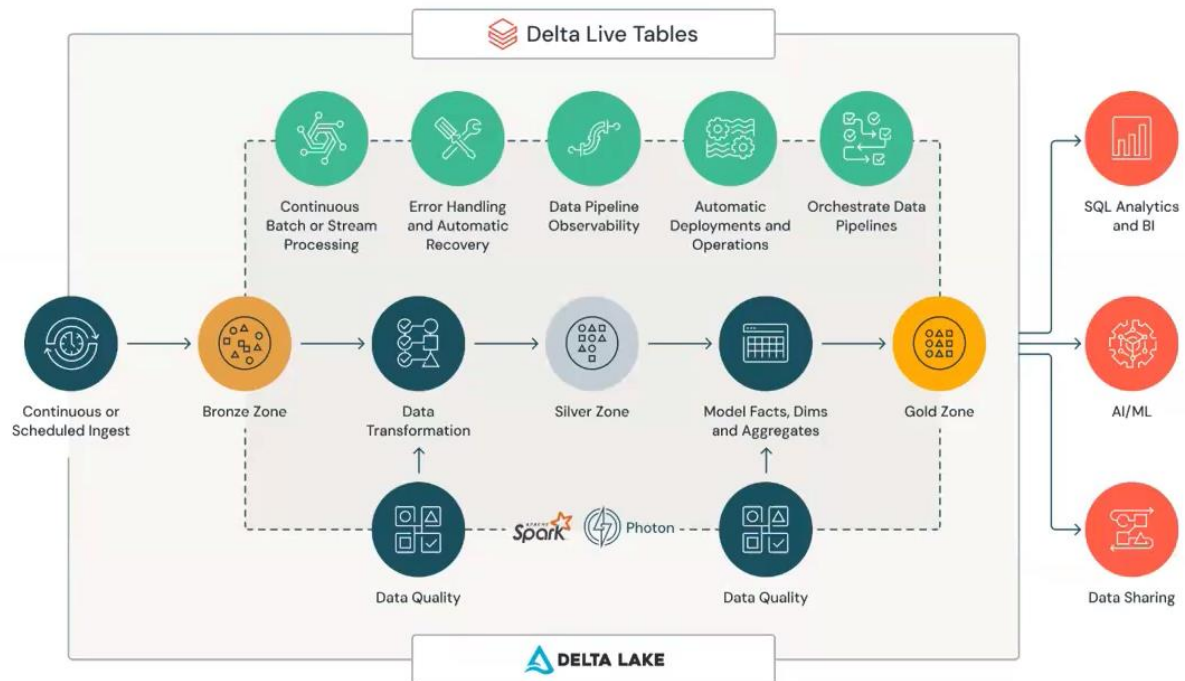 Delta Live Tables
Continuous
Batch or Stream
Processing
Error Handling
and Automatic
Recovery
Data Pipeline
Observability
Automatic
Deployments and
Operations
Orchestrate Data
Pipelines
SQL Analytics
and BI
Continuous or
Scheduled Ingest
Bronze Zone
Data
Transformation
Silver Zone
Model Facts, Dims
and Aggregates
Gold Zone
AI/ML
APACHE
Spark
Photon
Data Quality
Data Quality
Data Sharing
DELTA LAKE